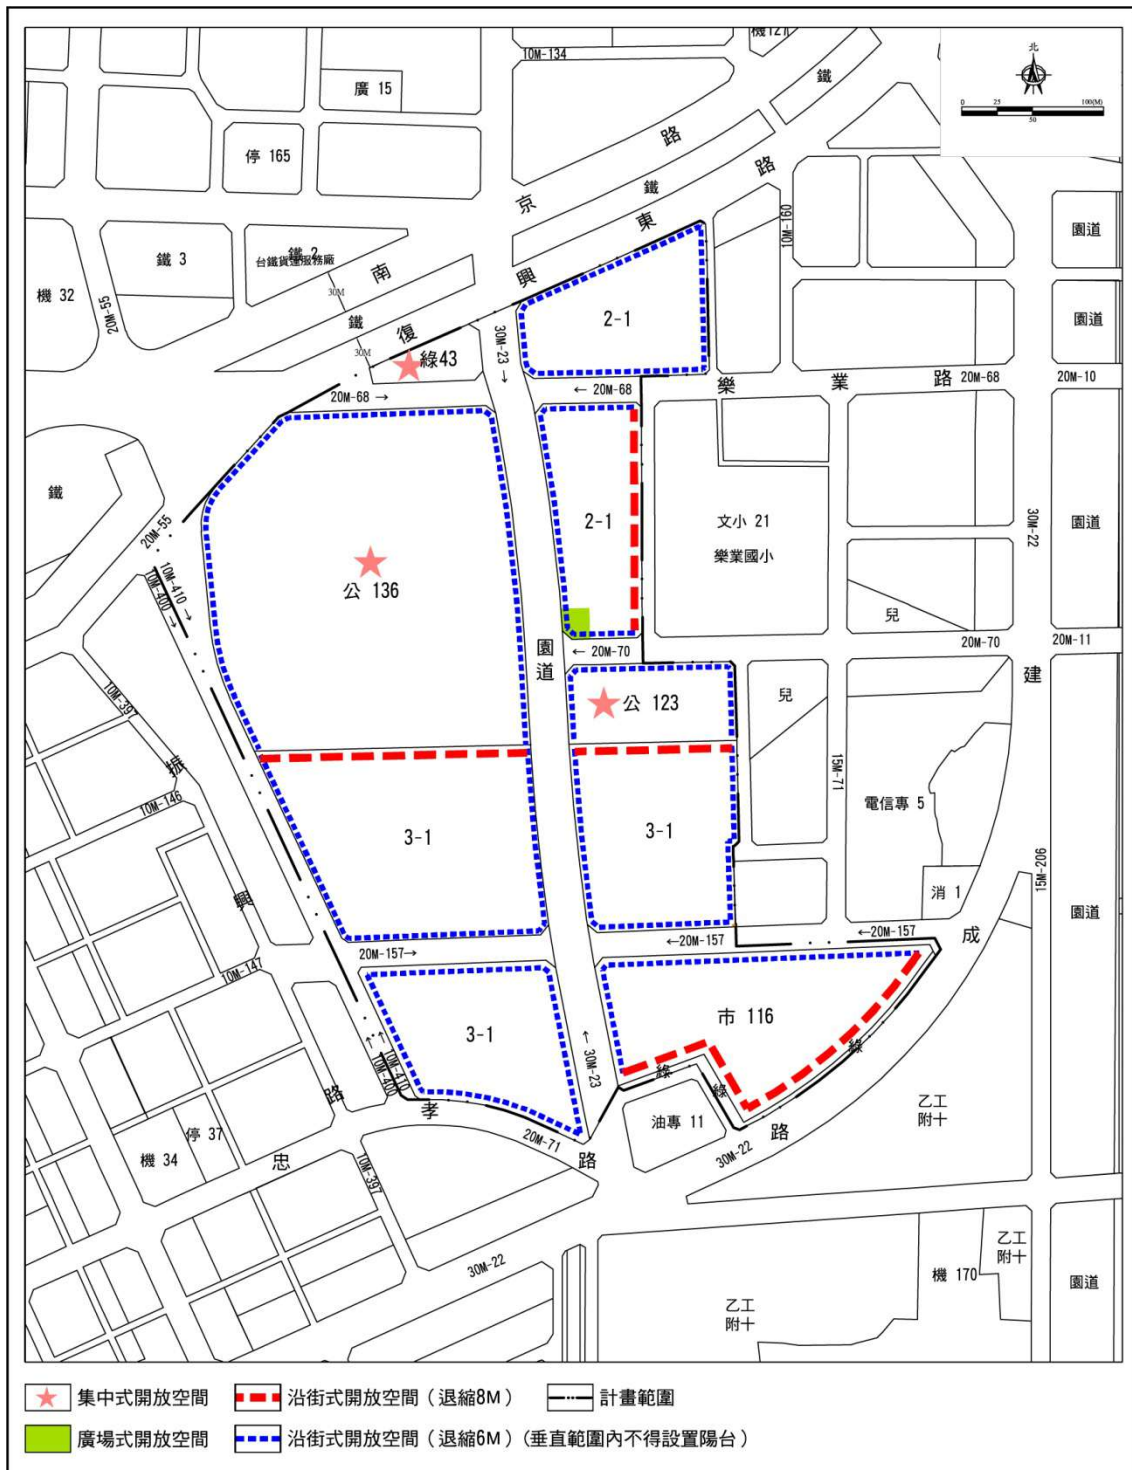 機127
10M-134
北
0 25 100(M)
50
鐵
廣 15
路
停 165
鐵
路
京
東
10M-160
園道
鐵 3
鐵 2
台鐵貨運服務廠
南
興
機 32
20M-55
30M
鐵
復
30M-23 →
2-1
園道
30M
綠43
20M-68 →
← 20M-68
樂 業 路
20M-68
20M-10
鐵
20M-55
2-1
文小 21
樂業國小
30M-22
園道
10M-410 →
10M-400 →
公 136
兒
園道
← 20M-70
20M-70
20M-11
10M-397
公 123
兒
建
振
15M-71
10M-146
3-1
3-1
電信專 5
15M-206
消 1
興
園道
20M-157→
←20M-157
←20M-157
成
10M-147
3-1
市 116
← 10M-410
← 10M-400
30M-23 →
綠
綠
綠
路
孝
油專 11
路
乙工
附十
停 37
機 34
忠
20M-71
路
30M-22
10M-397
30M-22
乙工
附十
機 170
乙工
附十
園道
集中式開放空間
沿街式開放空間（退縮8M）
計畫範圍
廣場式開放空間
沿街式開放空間（退縮6M）(垂直範圍內不得設置陽台）